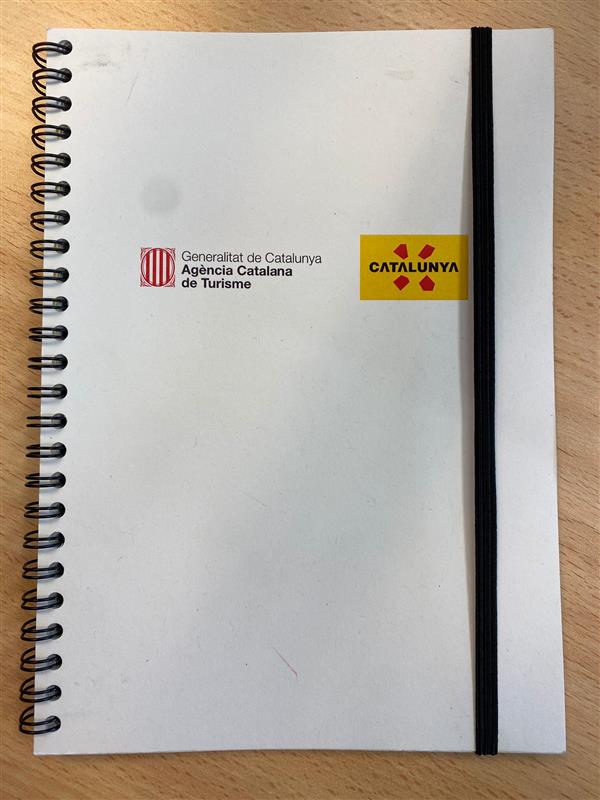 Generalitat de Catalunya
Agència Catalana
de Turisme
CATALUNYA